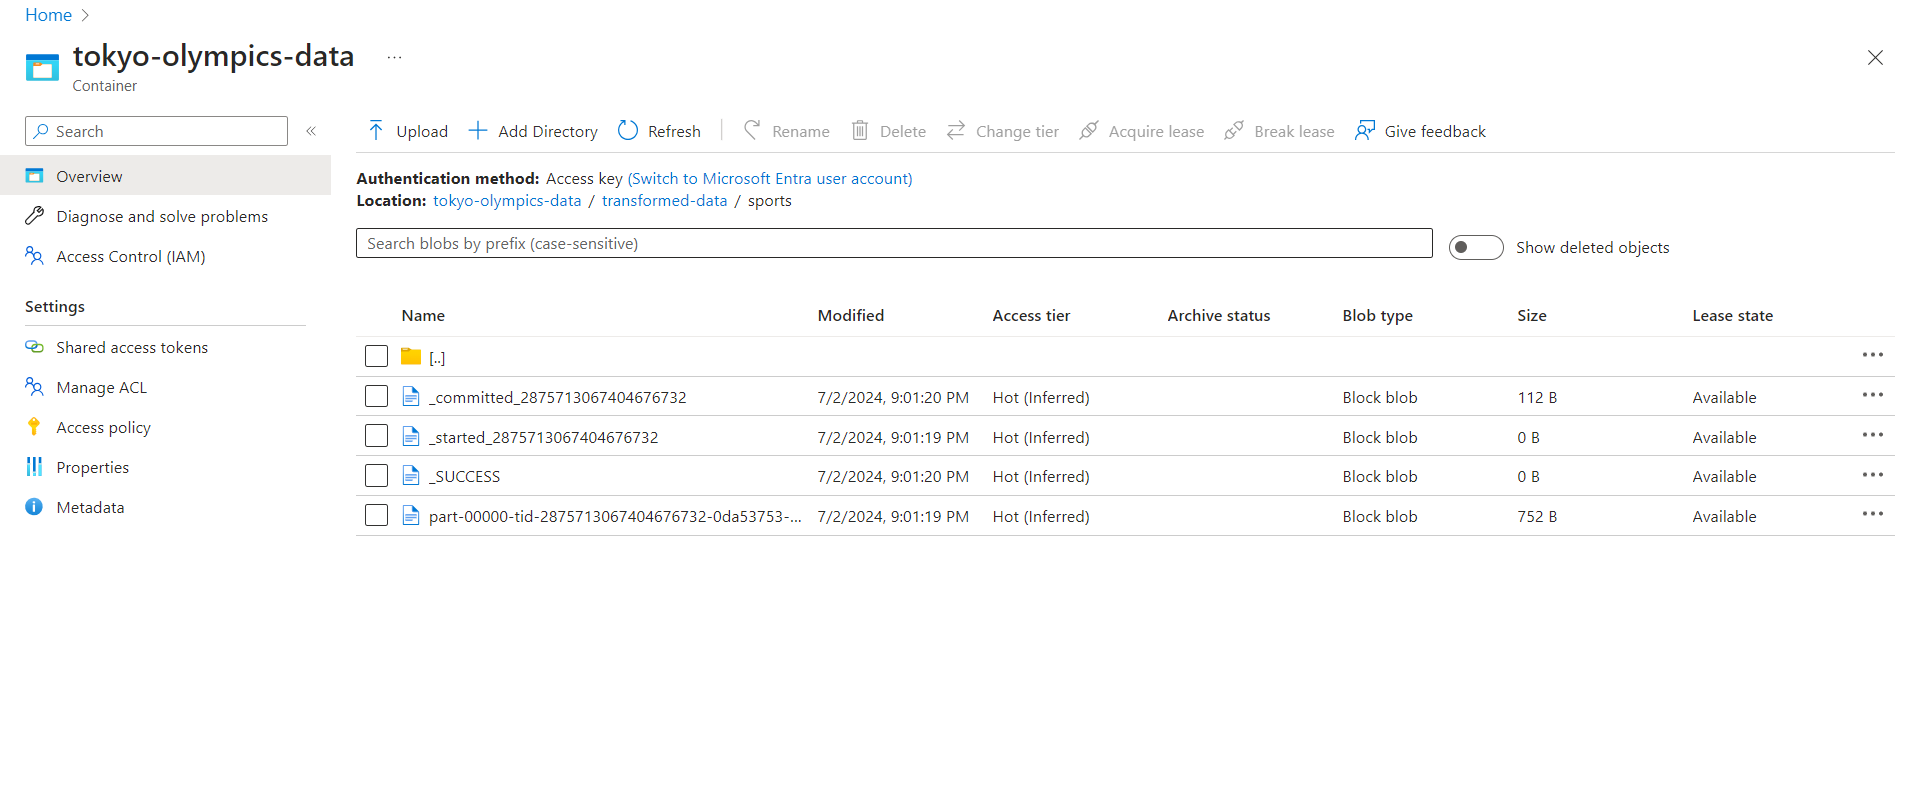 Home
tokyo-olympics-data ...
Container
Search
Overview
Diagnose and solve problems
Access Control (IAM)
Settings
Shared access tokens
Manage ACL
Access policy
Properties
Metadata
Upload Add Directory Refresh Rename Delete Change tier Acquire lease Break lease Give feedback
Authentication method: Access key (Switch to Microsoft Entra user account)
Location: tokyo-olympics-data / transformed-data / sports
Search blobs by prefix (case-sensitive)
Show deleted objects
Name Modified Access tier Archive status Blob type Size Lease state
[..]
_committed_2875713067404676732 7/2/2024, 9:01:20 PM Hot (Inferred) Block blob 112 B Available
_started_2875713067404676732 7/2/2024, 9:01:19 PM Hot (Inferred) Block blob 0 B Available
_SUCCESS 7/2/2024, 9:01:20 PM Hot (Inferred) Block blob 0 B Available
part-00000-tid-2875713067404676732-0da53753-... 7/2/2024, 9:01:19 PM Hot (Inferred) Block blob 752 B Available